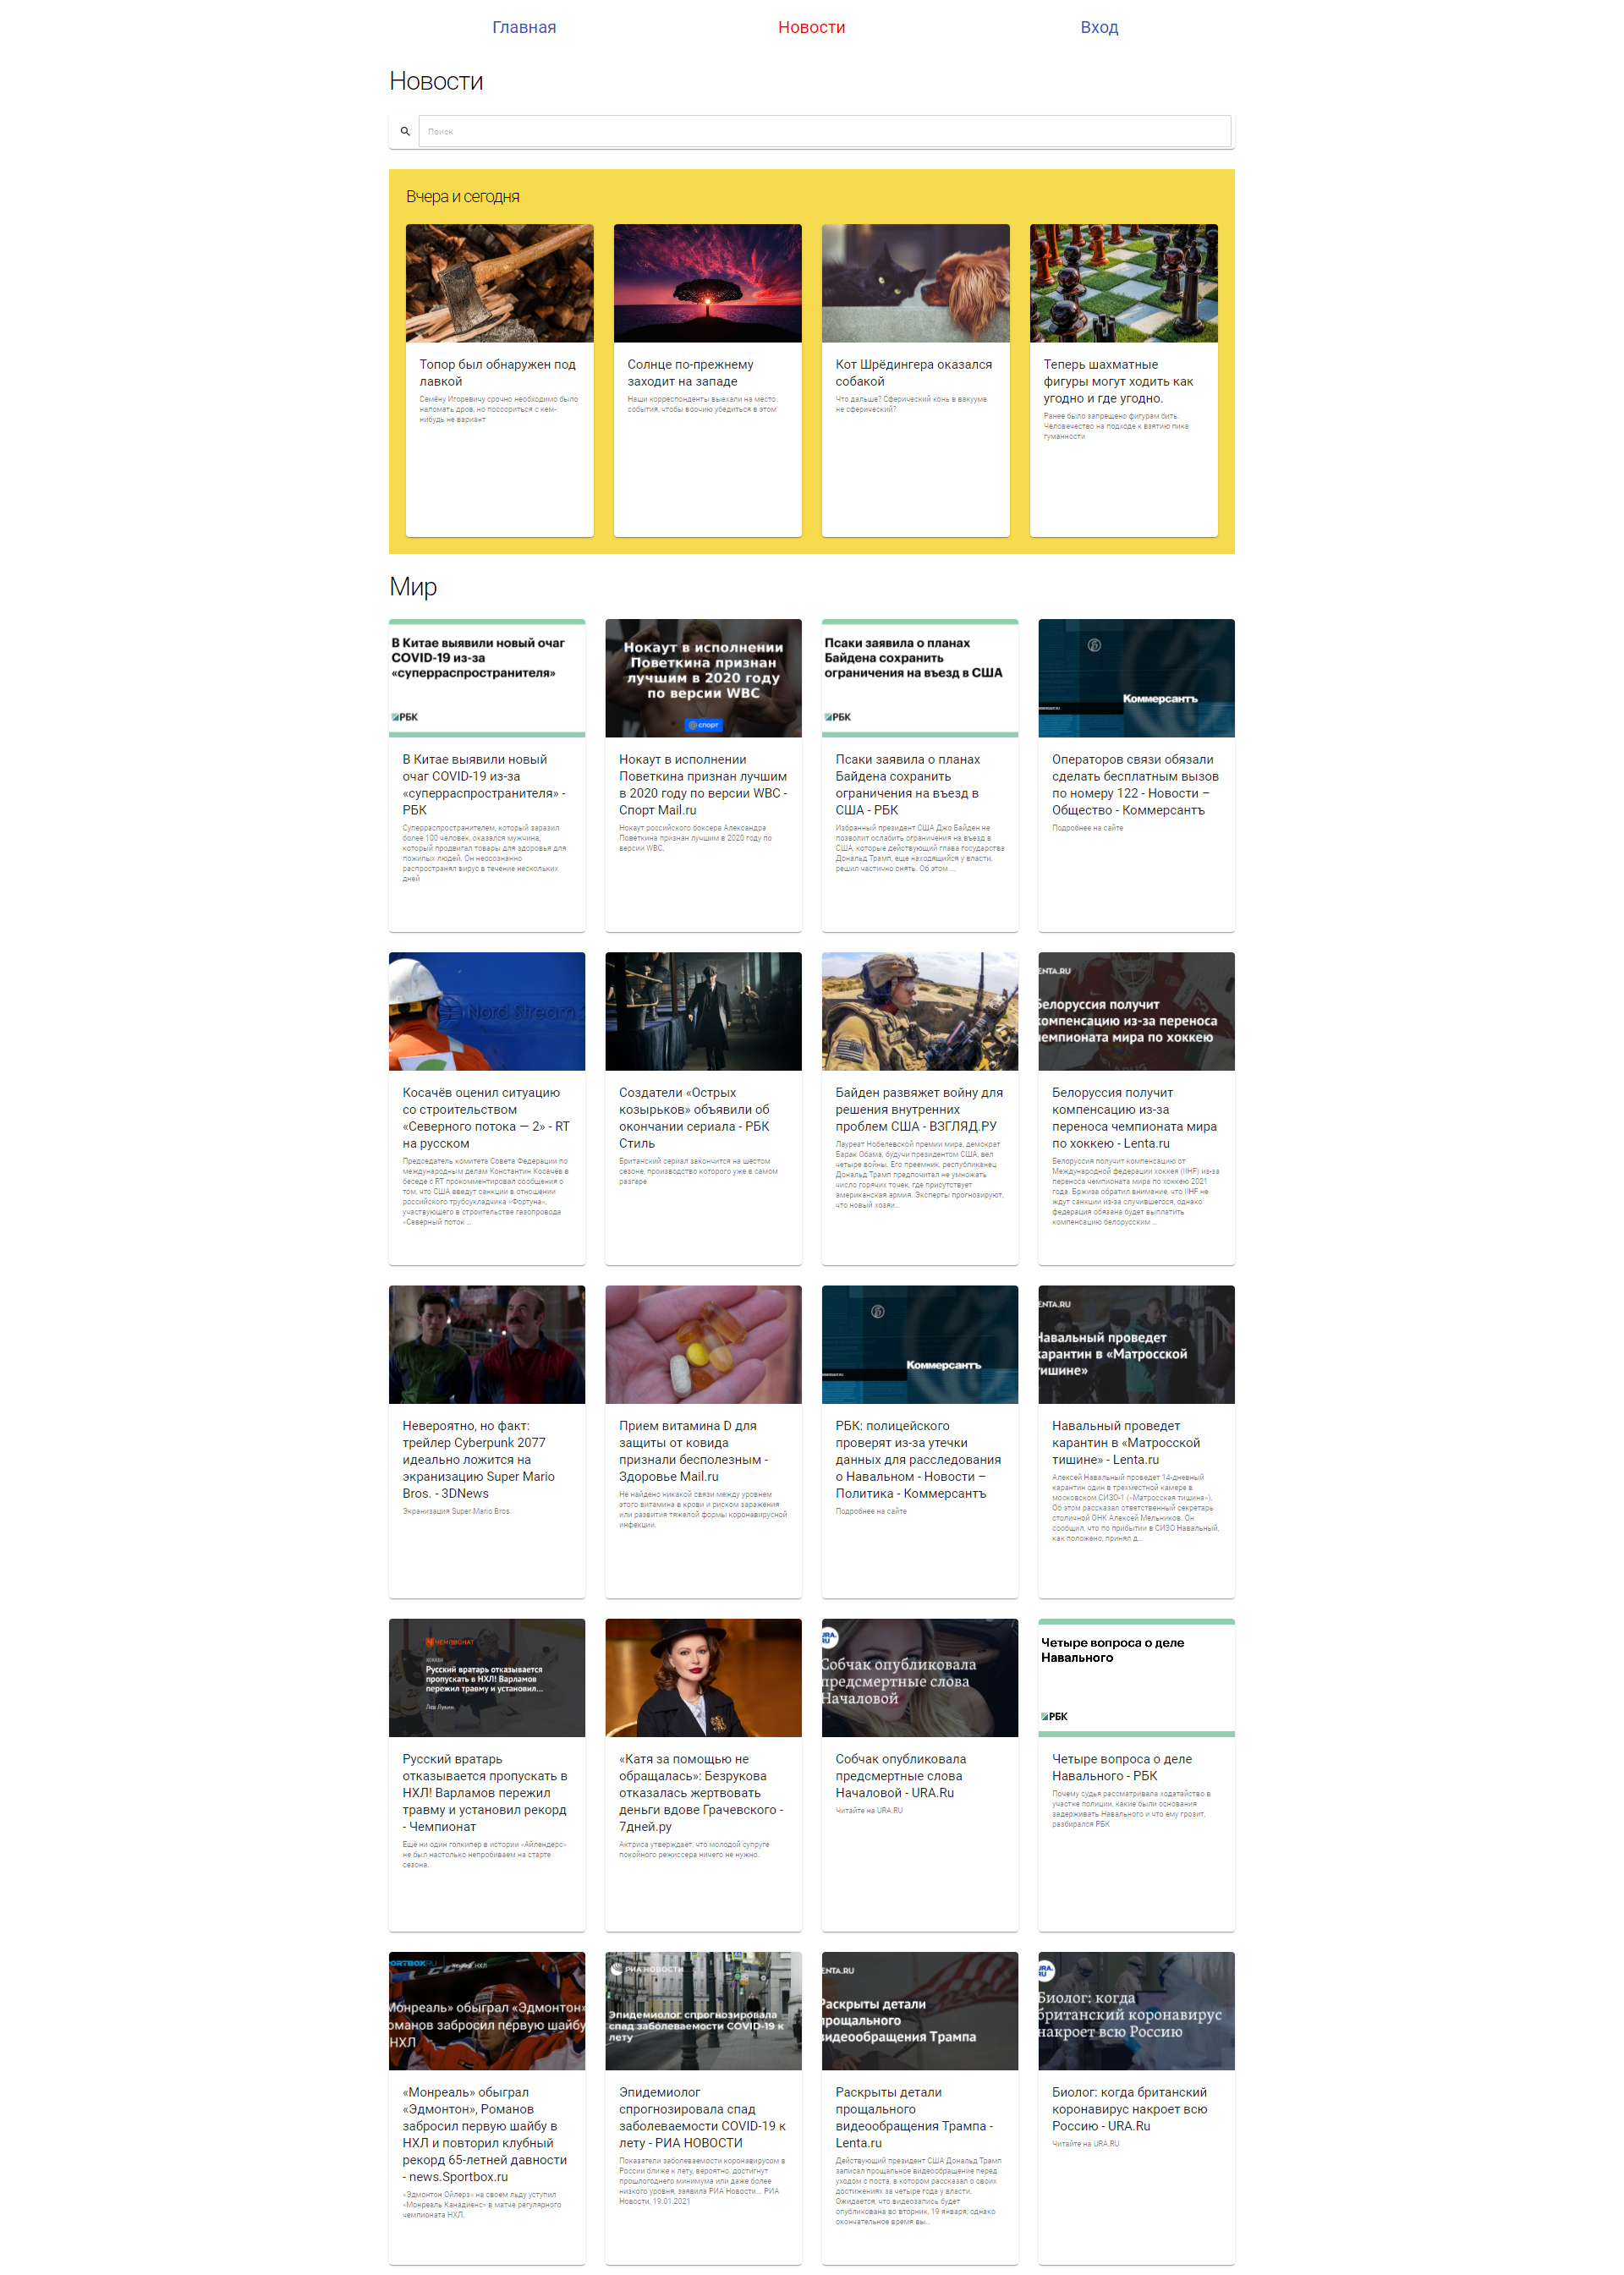 Главная
Новости
Вход
Новости
Поиск
Вчера и сегодня
Топор был обнаружен под
лавкой
Семёну Игоревичу срочно необходимо было
наломать дров, но поссориться с кем-
нибудь не вариант
Солнце по-прежнему
заходит на западе
Наши корреспонденты выехали на место
события, чтобы воочию убедиться в этом
Кот Шрёдингера оказался
собакой
Что дальше? Сферический конь в вакууме
не сферический?
Теперь шахматные
фигуры могут ходить как
угодно и где угодно.
Ранее было запрещено фигурам бить.
Человечество на подходе к взятию пика
гуманности
Мир
В Китае выявили новый очаг
COVID-19 из-за
«суперраспространителя»
РБК
В Китае выявили новый
очаг COVID-19 из-за
«суперраспространителя» -
РБК
Суперраспространителем, который заразил
более 100 человек, оказался мужчина,
который продвигал товары для здоровья для
пожилых людей. Он неосознанно
распространял вирус в течение нескольких
дней
Нокаут в исполнении
Поветкина признан
лучшим в 2020 году
по версии WBC
спорт
Нокаут в исполнении
Поветкина признан лучшим
в 2020 году по версии WBC -
Спорт Mail.ru
Нокаут российского боксера Александра
Поветкина признан лучшим в 2020 году по
версии WBC.
Псаки заявила о планах
Байдена сохранить
ограничения на въезд в США
РБК
Псаки заявила о планах
Байдена сохранить
ограничения на въезд в
США - РБК
Избранный президент США Джо Байден не
позволит ослабить ограничения на въезд в
США, которые действующий глава государства
Дональд Трамп, еще находящийся у власти,
решил частично снять. Об этом ...
Коммерсантъ
Операторов связи обязали
сделать бесплатным вызов
по номеру 122 - Новости –
Общество - Коммерсантъ
Подробнее на сайте
Nord Stream
Косачёв оценил ситуацию
со строительством
«Северного потока — 2» - RT
на русском
Председатель комитета Совета Федерации по
международным делам Константин Косачёв в
беседе с RT прокомментировал сообщения о
том, что США введут санкции в отношении
российского трубоукладчика «Фортуна»,
участвующего в строительстве газопровода
«Северный поток ...
Создатели «Острых
козырьков» объявили об
окончании сериала - РБК
Стиль
Британский сериал закончится на шестом
сезоне, производство которого уже в самом
разгаре
Байден развяжет войну для
решения внутренних
проблем США - ВЗГЛЯД.РУ
Лауреат Нобелевской премии мира, демократ
Барак Обама, будучи президентом США, вел
четыре войны. Его преемник, республиканец
Дональд Трамп предпочитал не умножать
число горячих точек, где присутствует
американская армия. Эксперты прогнозируют,
что новый хозяи...
ENTA.RU
Белоруссия получит
компенсацию из-за переноса
чемпионата мира по хоккею
Белоруссия получит
компенсацию из-за
переноса чемпионата мира
по хоккею - Lenta.ru
Белоруссия получит компенсацию от
Международной федерации хоккея (IIHF) из-за
переноса чемпионата мира по хоккею 2021
года. Бржиза обратил внимание, что IIHF не
ждут санкции из-за случившегося, однако
федерация обязана будет выплатить
компенсацию белорусским ...
Невероятно, но факт:
трейлер Cyberpunk 2077
идеально ложится на
экранизацию Super Mario
Bros. - 3DNews
Экранизация Super Mario Bros.
Прием витамина D для
защиты от ковида
признали бесполезным -
Здоровье Mail.ru
Не найдено никакой связи между уровнем
этого витамина в крови и риском заражения
или развития тяжелой формы коронавирусной
инфекции.
Коммерсантъ
РБК: полицейского
проверят из-за утечки
данных для расследования
о Навальном - Новости –
Политика - Коммерсантъ
Подробнее на сайте
ENTA.RU
Навальный проведет
карантин в «Матросской
тишине»
Навальный проведет
карантин в «Матросской
тишине» - Lenta.ru
Алексей Навальный проведет 14-дневный
карантин один в трехместной камере в
московском СИЗО-1 («Матросская тишина»).
Об этом рассказал ответственный секретарь
столичной ОНК Алексей Мельников. Он
сообщил, что по прибытии в СИЗО Навальный,
как положено, принял д...
ЧЕМПИОНАТ
ХОККЕЙ
Русский вратарь отказывается
пропускать в НХЛ! Варламов
пережил травму и установил...
Лев Лукин
Русский вратарь
отказывается пропускать в
НХЛ! Варламов пережил
травму и установил рекорд
- Чемпионат
Ещё ни один голкипер в истории «Айлендерс»
не был настолько непробиваем на старте
сезона.
«Катя за помощью не
обращалась»: Безрукова
отказалась жертвовать
деньги вдове Грачевского -
7дней.ру
Актриса утверждает, что молодой супруге
покойного режиссера ничего не нужно.
URA.
RU
Собчак опубликовала
предсмертные слова
Началовой
Собчак опубликовала
предсмертные слова
Началовой - URA.Ru
Читайте на URA.RU
Четыре вопроса о деле
Навального
РБК
Четыре вопроса о деле
Навального - РБК
Почему судья рассматривала ходатайство в
участке полиции, какие были основания
задерживать Навального и что ему грозит,
разбирался РБК
PORTBOX.RU
Хоккей. НХЛ
Монреаль» обыграл «Эдмонтон»
оманов забросил первую шайбу
НХЛ
«Монреаль» обыграл
«Эдмонтон», Романов
забросил первую шайбу в
НХЛ и повторил клубный
рекорд 65-летней давности
- news.Sportbox.ru
«Эдмонтон Ойлерз» на своем льду уступил
«Монреаль Канадиенс» в матче регулярного
чемпионата НХЛ.
РИА НОВОСТИ
Эпидемиолог спрогнозировала
спад заболеваемости COVID-19 к
лету
Эпидемиолог
спрогнозировала спад
заболеваемости COVID-19 к
лету - РИА НОВОСТИ
Показатели заболеваемости коронавирусом в
России ближе к лету, вероятно, достигнут
прошлогоднего минимума или даже более
низкого уровня, заявила РИА Новости... РИА
Новости, 19.01.2021
ENTA.RU
Раскрыты детали
прощального
видеообращения Трампа
Раскрыты детали
прощального
видеообращения Трампа -
Lenta.ru
Действующий президент США Дональд Трамп
записал прощальное видеообращение перед
уходом с поста, в котором рассказал о своих
достижениях за четыре года у власти.
Ожидается, что видеозапись будет
опубликована во вторник, 19 января, однако
окончательное время вы...
URA.
RU
Биолог: когда
британский коронавирус
накроет всю Россию
Биолог: когда британский
коронавирус накроет всю
Россию - URA.Ru
Читайте на URA.RU